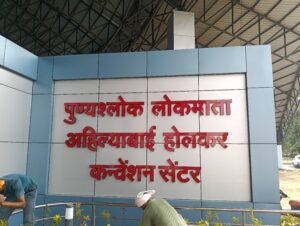 पुण्यश्लोक लोकमाता
अहिल्याबाई होलकर
कन्वेंशन सेंटर